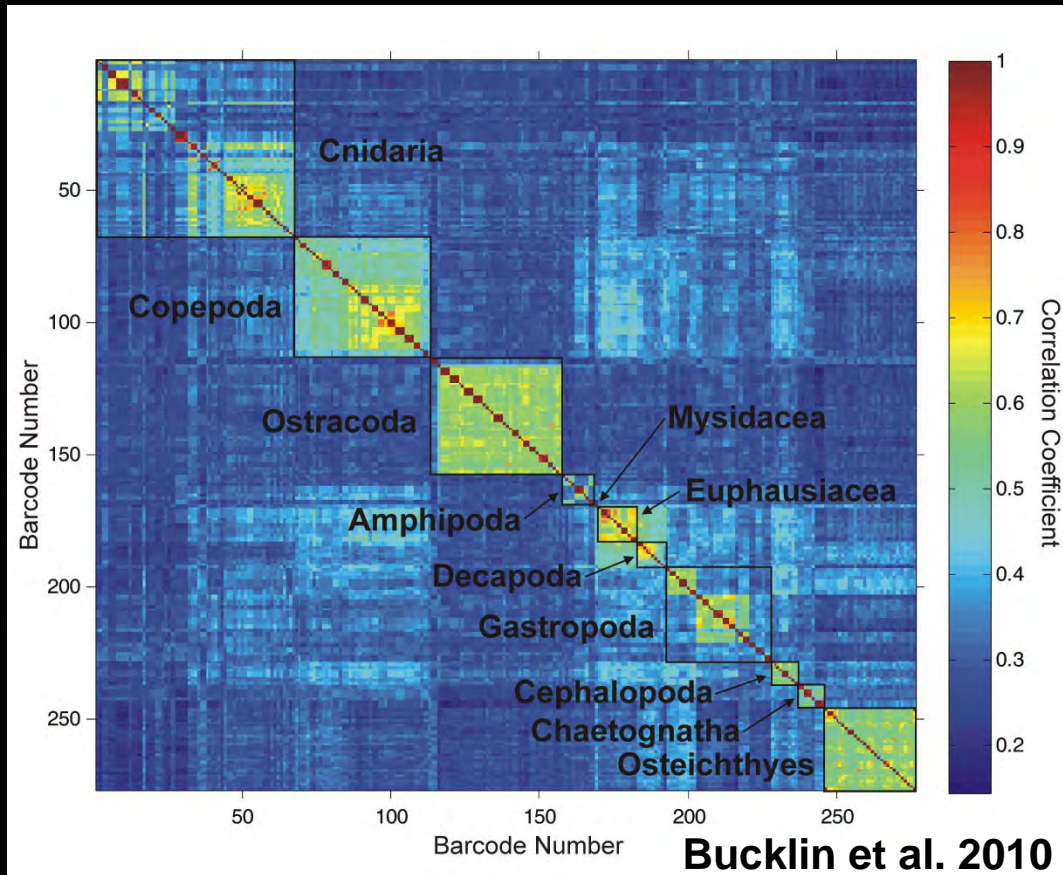 Cnidaria
Copepoda
Ostracoda
Mysidacea
Amphipoda
Euphausiacea
Decapoda
Gastropoda
Cephalopoda
Chaetognatha
Osteichthyes
50
100
150
200
250
Barcode Number
50
100
150
200
250
Barcode Number
1
0.9
0.8
0.7
0.6
0.5
0.4
0.3
0.2
Correlation Coefficient
Bucklin et al. 2010